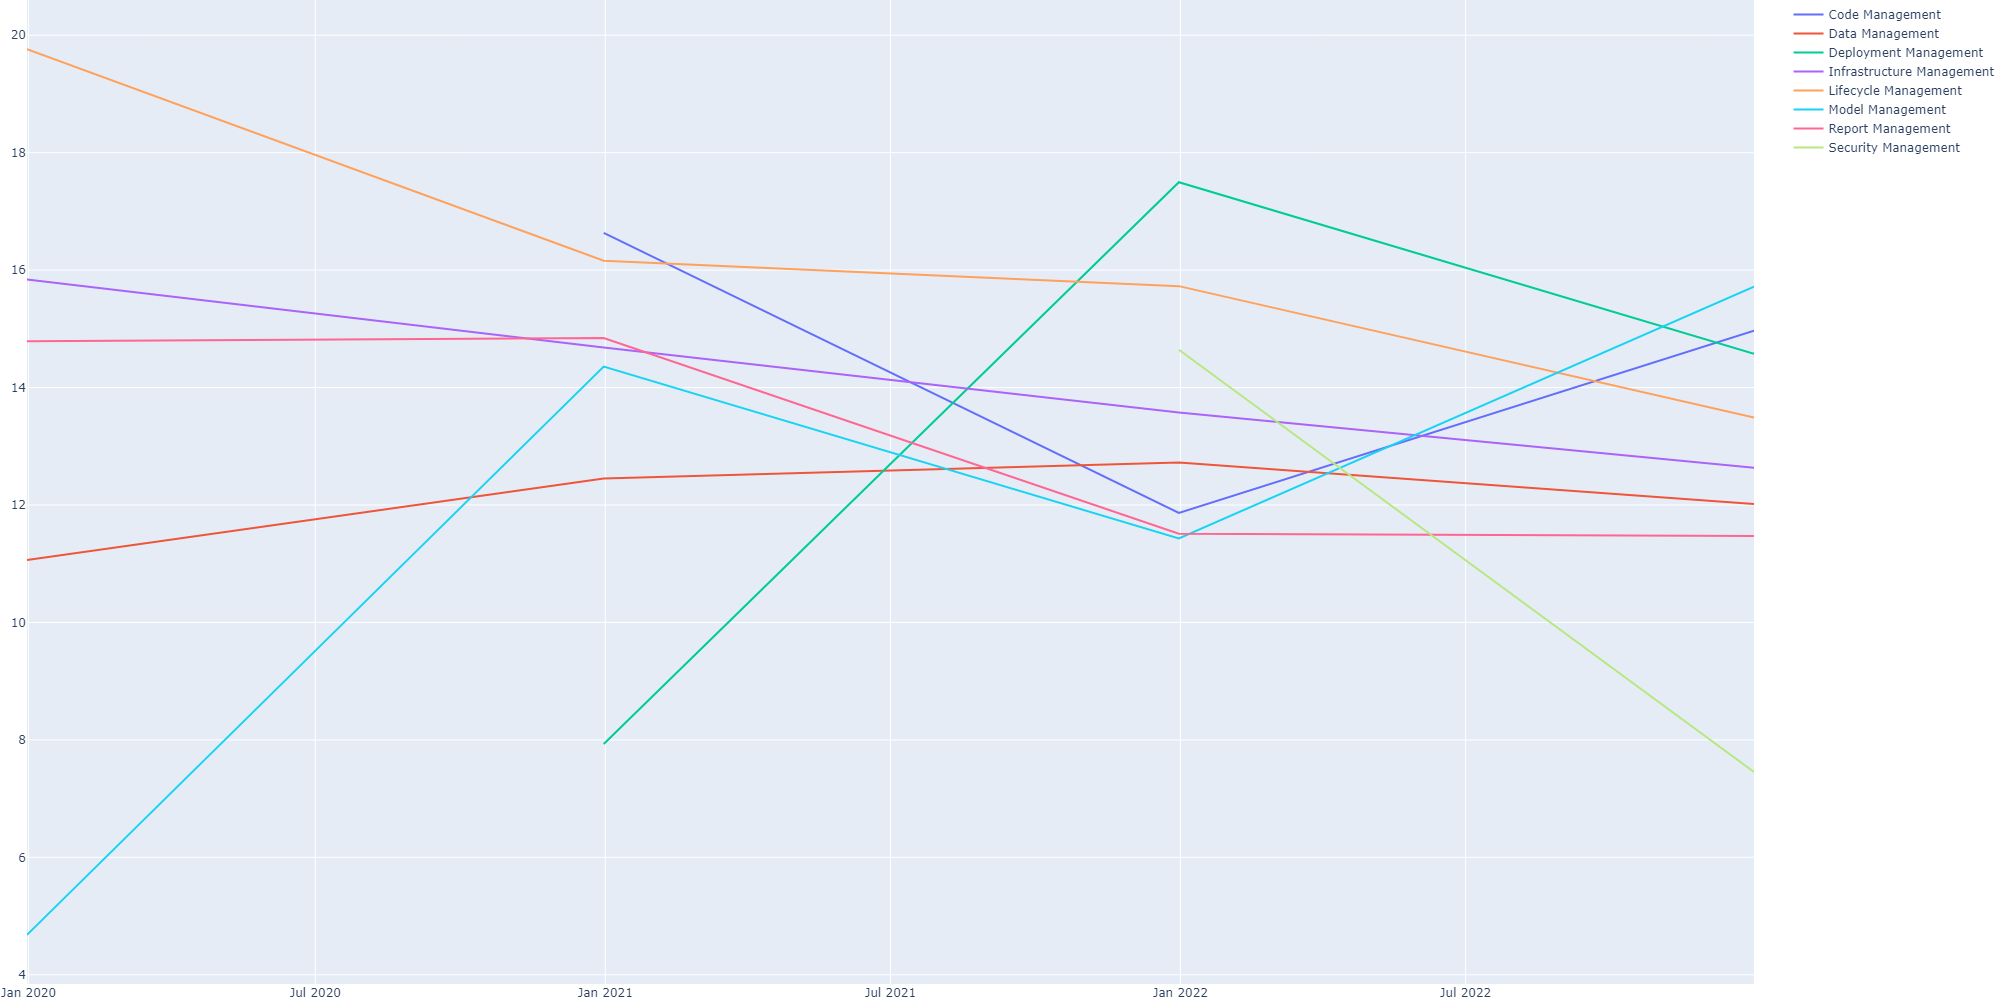 20
18
16
14
12
10
8
6
4
Jan 2020
Jul 2020
Jan 2021
Jul 2021
Jan 2022
Jul 2022
Code Management
Data Management
Deployment Management
Infrastructure Management
Lifecycle Management
Model Management
Report Management
Security Management